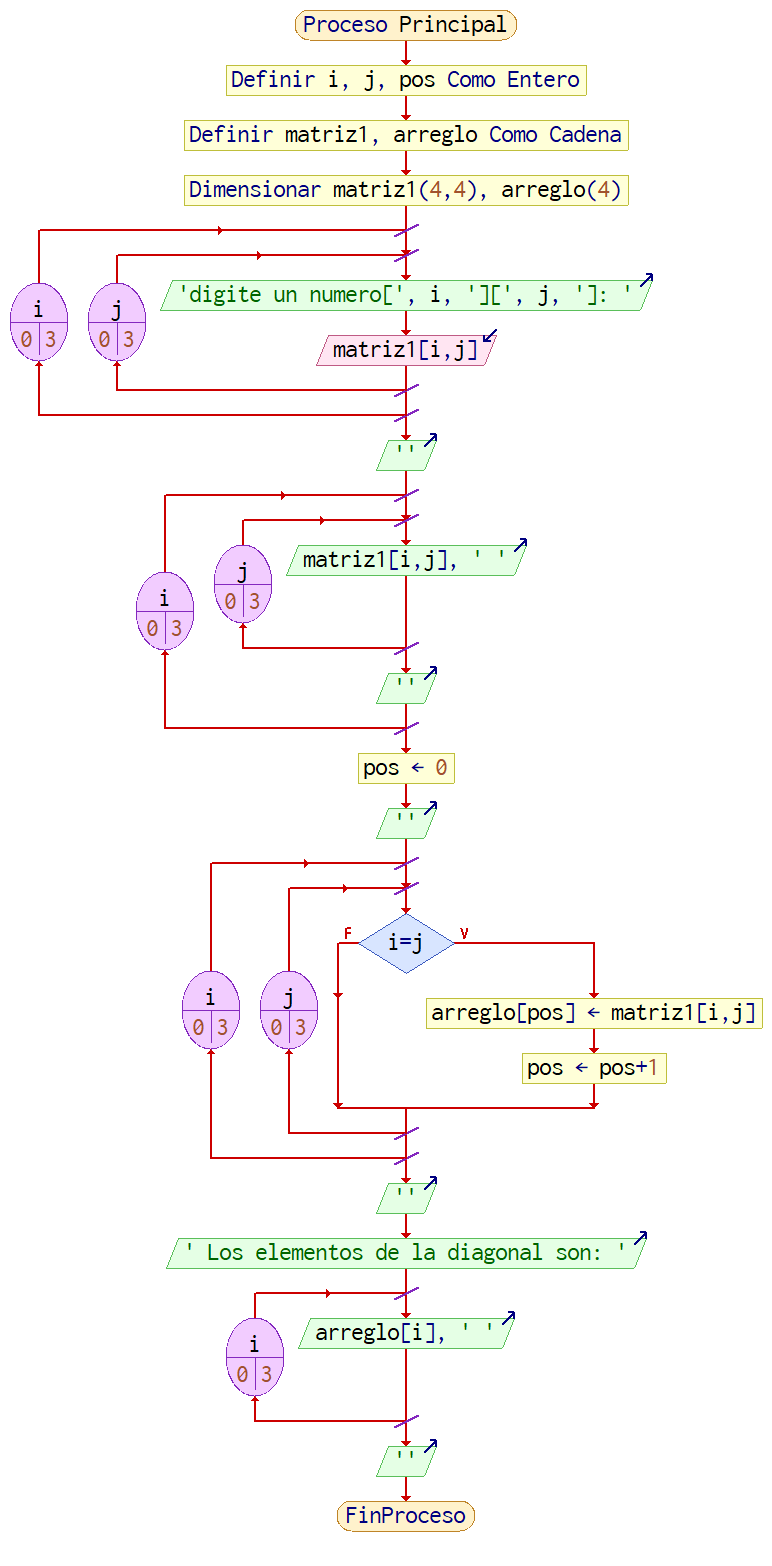 Proceso Principal
Definir i, j, pos Como Entero
Definir matriz1, arreglo Como Cadena
Dimensionar matriz1(4,4), arreglo(4)
i
0 3
j
0 3
'digite un numero[', i, '][', j, ']: '
matriz1[i,j]
''
i
0 3
j
0 3
matriz1[i,j], ' '
''
pos ← 0
''
i
0 3
j
0 3
i=j
F
V
arreglo[pos] ← matriz1[i,j]
pos ← pos+1
''
' Los elementos de la diagonal son: '
i
0 3
arreglo[i], ' '
''
FinProceso